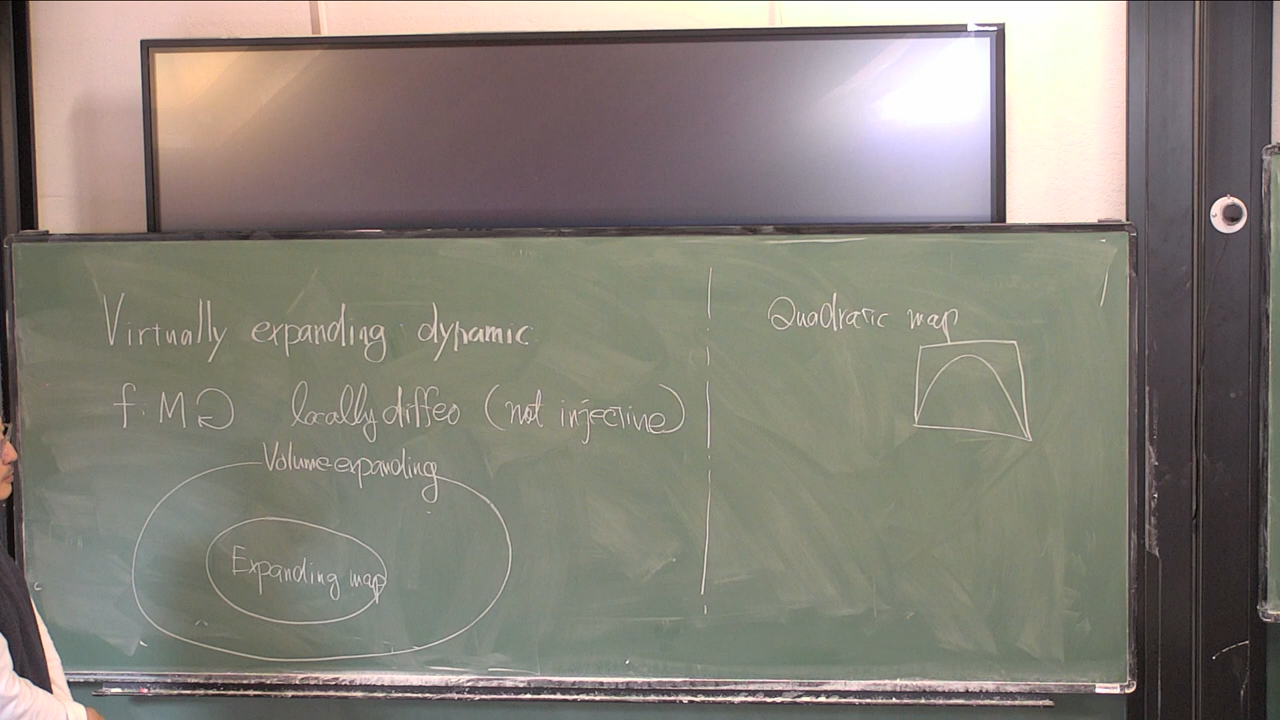 Virtually expanding dynamic
f: M↺ locally diffeo (not injective)
Volume expanding
Expanding map
Quadratic map